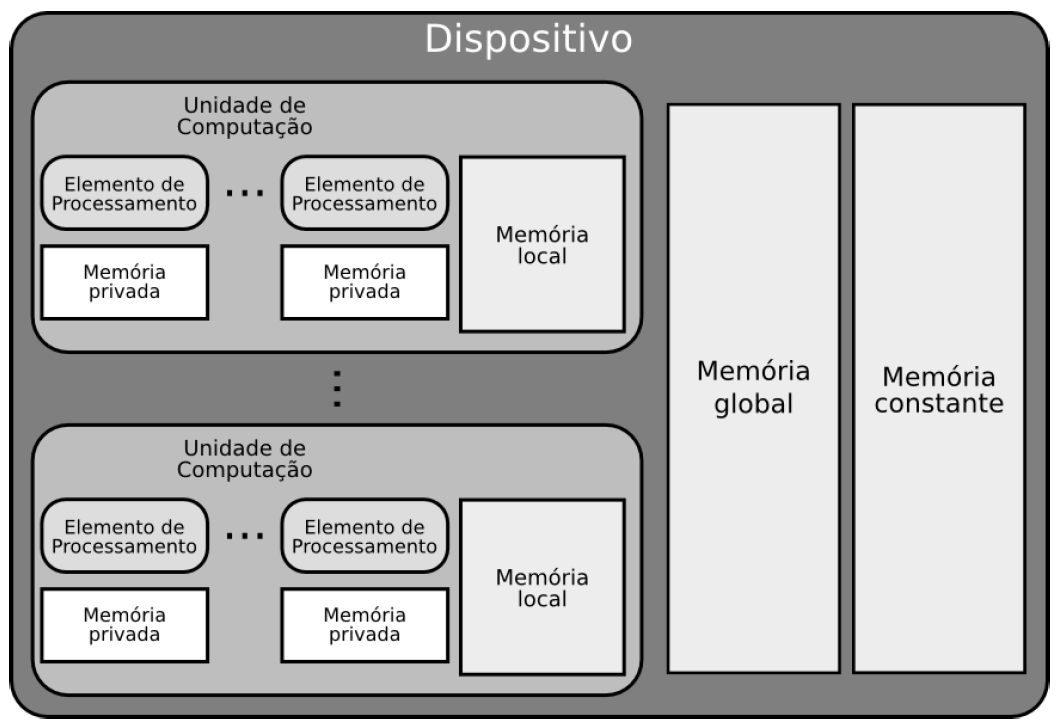 Dispositivo
Unidade de
Computação
Elemento de
Processamento
...
Elemento de
Processamento
Memória
privada
Memória
privada
Memória
local
...
Unidade de
Computação
Elemento de
Processamento
...
Elemento de
Processamento
Memória
privada
Memória
privada
Memória
local
Memória
global
Memória
constante